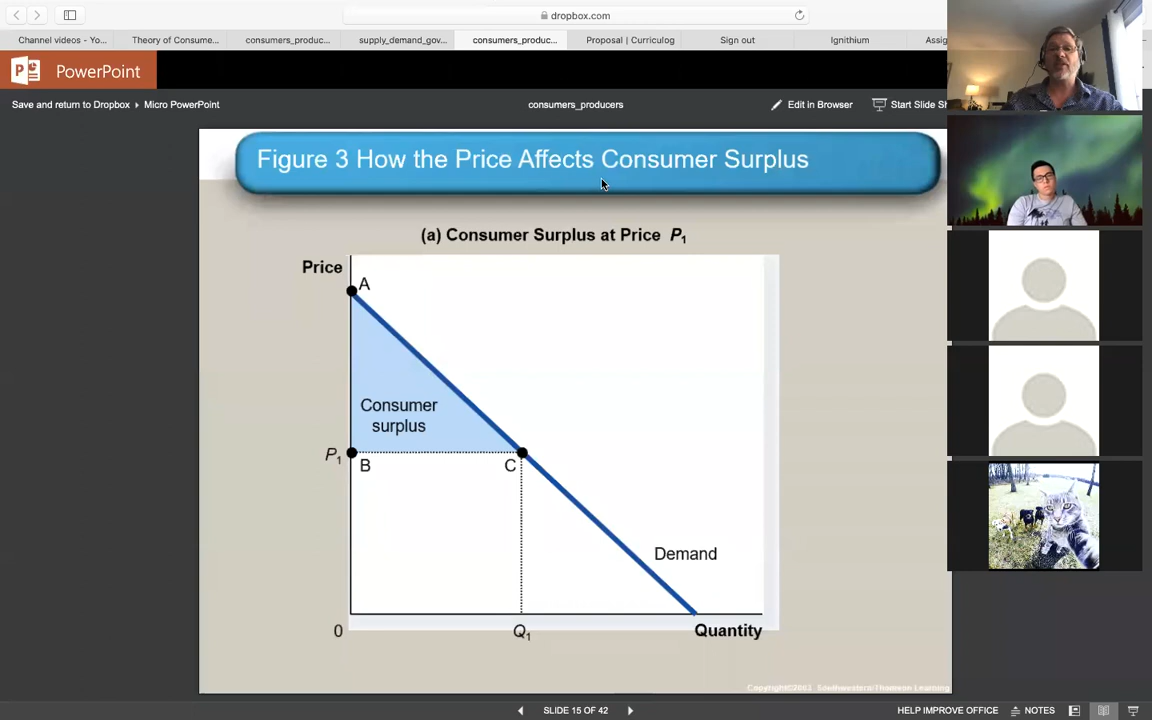 dropbox.com
Channel videos - Yo...
Theory of Consume...
consumers_produc...
supply_demand_gov...
consumers_produc...
Proposal | Curriculog
Sign out
Ignithium
Assig
PowerPoint
Save and return to Dropbox ▸ Micro PowerPoint
consumers_producers
Edit in Browser
Start Slide Sh
Figure 3 How the Price Affects Consumer Surplus
(a) Consumer Surplus at Price P1
Price
A
Consumer
surplus
P1
B
C
Demand
0
Q1
Quantity
Copyright©2003 Southwestern/Thomson Learning
SLIDE 15 OF 42
HELP IMPROVE OFFICE
NOTES